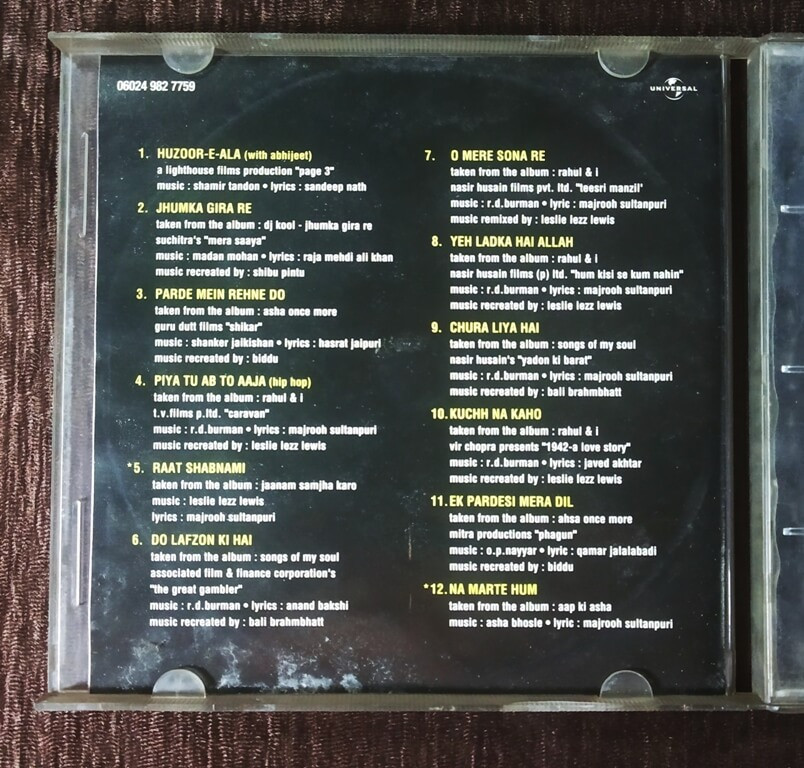 06024 982 7759
UNIVERSAL
1. HUZOOR-E-ALA (with abhijeet)
a lighthouse films production "page 3"
music : shamir tandon • lyrics : sandeep nath
2. JHUMKA GIRA RE
taken from the album : dj kool - jhumka gira re
suchitra's "mera saaya"
music : madan mohan • lyrics : raja mehdi ali khan
music recreated by : shibu pintu
3. PARDE MEIN REHNE DO
taken from the album : asha once more
guru dutt films "shikar"
music : shanker jaikishan • lyrics : hasrat jaipuri
music recreated by : biddu
4. PIYA TU AB TO AAJA (hip hop)
taken from the album : rahul & i
t.v.films p.ltd. "caravan"
music : r.d.burman • lyrics : majrooh sultanpuri
music recreated by : leslie lezz lewis
*5. RAAT SHABNAMI
taken from the album : jaanam samjha karo
music : leslie lezz lewis
lyrics : majrooh sultanpuri
6. DO LAFZON KI HAI
taken from the album : songs of my soul
associated film & finance corporation's
"the great gambler"
music : r.d.burman • lyrics : anand bakshi
music recreated by : bali brahmbhatt
7. O MERE SONA RE
taken from the album : rahul & i
nasir husain films pvt. ltd. "teesri manzil'
music : r.d.burman • lyric : majrooh sultanpuri
music remixed by : leslie lezz lewis
8. YEH LADKA HAI ALLAH
taken from the album : rahul & i
nasir husain films (p) ltd. "hum kisi se kum nahin"
music : r.d.burman • lyrics : majrooh sultanpuri
music recreated by : leslie lezz lewis
9. CHURA LIYA HAI
taken from the album : songs of my soul
nasir husain's "yadon ki barat"
music : r.d.burman • lyrics : majrooh sultanpuri
music recreated by : bali brahmbhatt
10. KUCHH NA KAHO
taken from the album : rahul & i
vir chopra presents "1942-a love story"
music : r.d.burman • lyrics : javed akhtar
music recreated by : leslie lezz lewis
11. EK PARDESI MERA DIL
taken from the album : ahsa once more
mitra productions "phagun"
music : o.p.nayyar • lyric : qamar jalalabadi
music recreated by : biddu
*12. NA MARTE HUM
taken from the album : aap ki asha
music : asha bhosle • lyric : majrooh sultanpuri